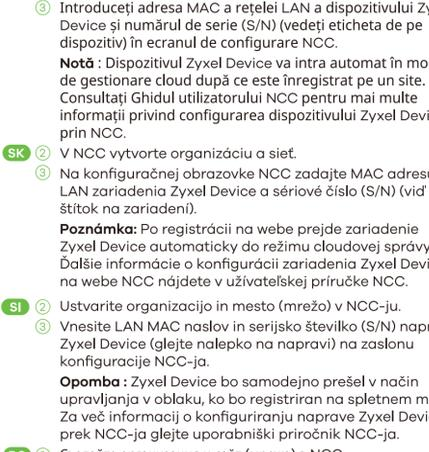 ③ Introduceți adresa MAC a rețelei LAN a dispozitivului Zy
Device și numărul de serie (S/N) (vedeți eticheta de pe
dispozitiv) în ecranul de configurare NCC.
Notă : Dispozitivul Zyxel Device va intra automat în mo
de gestionare cloud după ce este înregistrat pe un site.
Consultați Ghidul utilizatorului NCC pentru mai multe
informații privind configurarea dispozitivului Zyxel Devi
prin NCC.
SK ② V NCC vytvorte organizáciu a sieť.
③ Na konfiguračnej obrazovke NCC zadajte MAC adresu
LAN zariadenia Zyxel Device a sériové číslo (S/N) (viď
štítok na zariadení).
Poznámka: Po registrácii na webe prejde zariadenie
Zyxel Device automaticky do režimu cloudovej správy
Ďalšie informácie o konfigurácii zariadenia Zyxel Devi
na webe NCC nájdete v užívateľskej príručke NCC.
SI ② Ustvarite organizacijo in mesto (mrežo) v NCC-ju.
③ Vnesite LAN MAC naslov in serijsko številko (S/N) napr
Zyxel Device (glejte nalepko na napravi) na zaslonu
konfiguracije NCC-ja.
Opomba : Zyxel Device bo samodejno prešel v način
upravljanja v oblaku, ko bo registriran na spletnem m
Za več informacij o konfiguriranju naprave Zyxel Devi
prek NCC-ja glejte uporabniški priročnik NCC-ja.